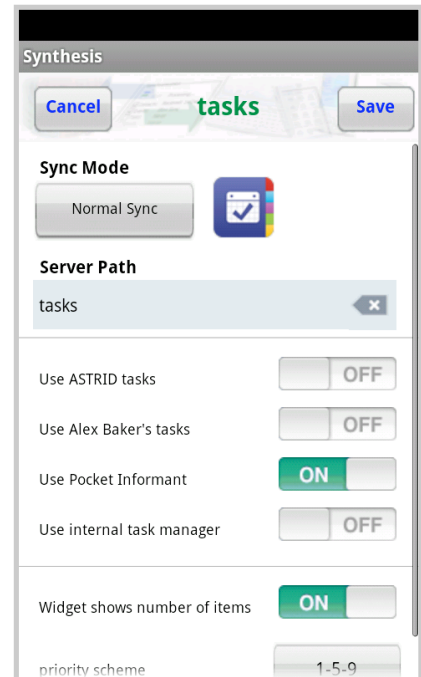 Synthesis
Cancel tasks Save
Sync Mode
Normal Sync
Server Path
tasks
Use ASTRID tasks OFF
Use Alex Baker's tasks OFF
Use Pocket Informant ON
Use internal task manager OFF
Widget shows number of items ON
priority scheme 1-5-9